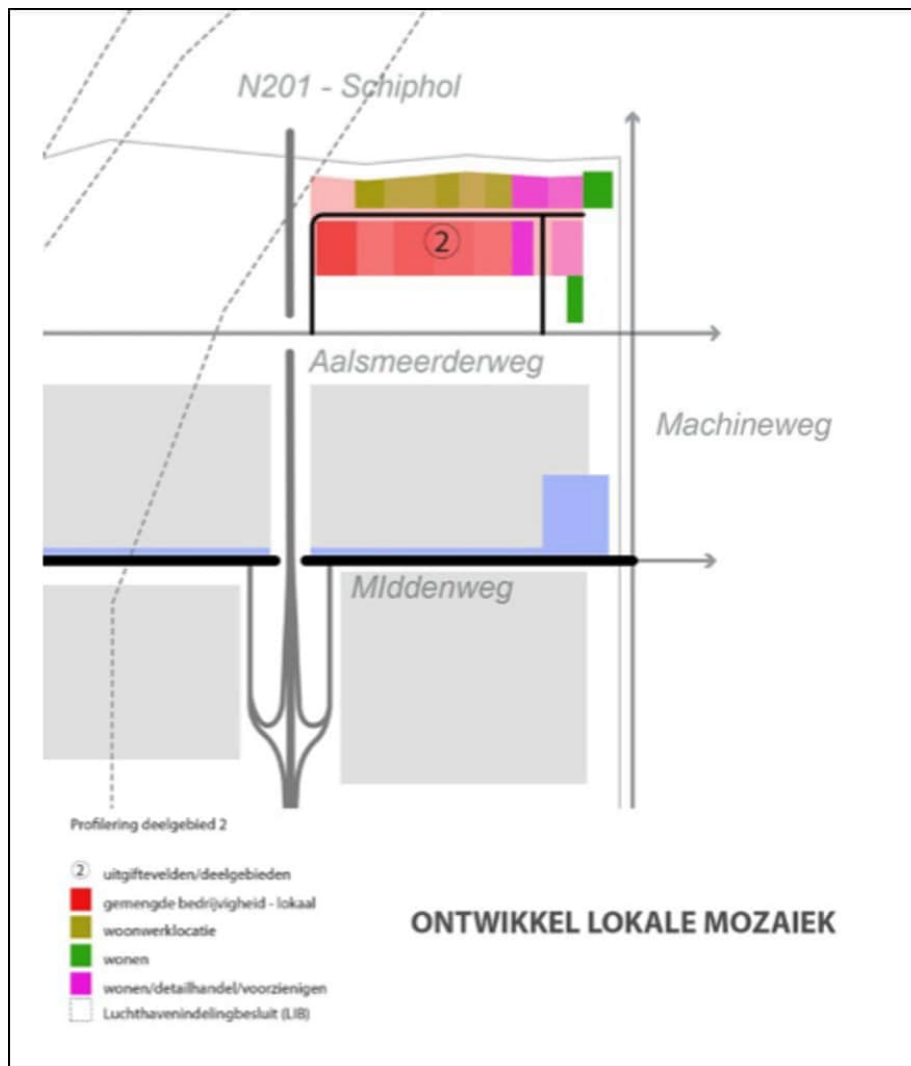 N201 - Schiphol
②
Aalsmeerderweg
Machineweg
MIddenweg
Profilering deelgebied 2
② uitgiftevelden/deelgebieden
gemengde bedrijvigheid - lokaal
woonwerklocatie
wonen
wonen/detailhandel/voorzienigen
Luchthavenindelingbesluit (LIB)
ONTWIKKEL LOKALE MOZAIEK